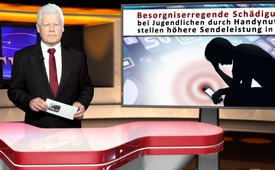 Besorgniserregende Schädigu
bei Jugendlichen durch Handynut
stellen höhere Sendeleistung in